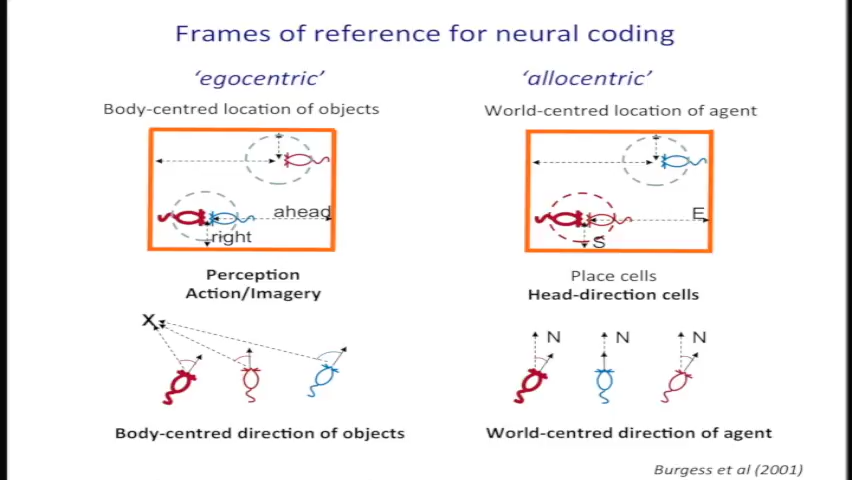 Frames of reference for neural coding
‘egocentric’
‘allocentric’
Body-centred location of objects
World-centred location of agent
ahead
right
E
S
Perception
Action/Imagery
Place cells
Head-direction cells
X
N
N
N
Body-centred direction of objects
World-centred direction of agent
Burgess et al (2001)